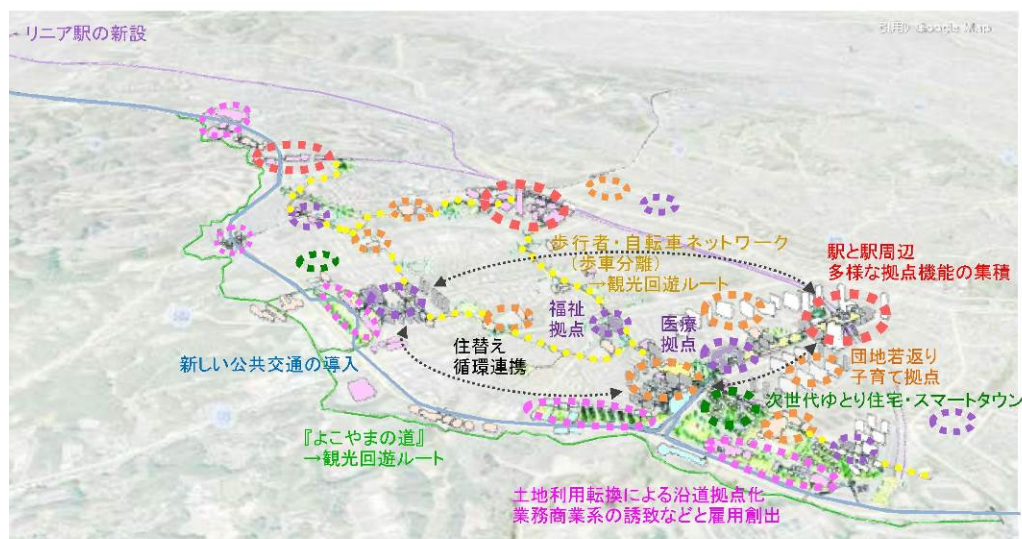 リニア駅の新設
引用／Google Map
歩行者・自転車ネットワーク
（歩車分離）
→観光回遊ルート
駅と駅周辺
多様な拠点機能の集積
福祉
拠点
医療
拠点
住替え
循環連携
新しい公共交通の導入
団地若返り
子育て拠点
次世代ゆとり住宅・スマートタウン
『よこやまの道』
→観光回遊ルート
土地利用転換による沿道拠点化
業務商業系の誘致などと雇用創出